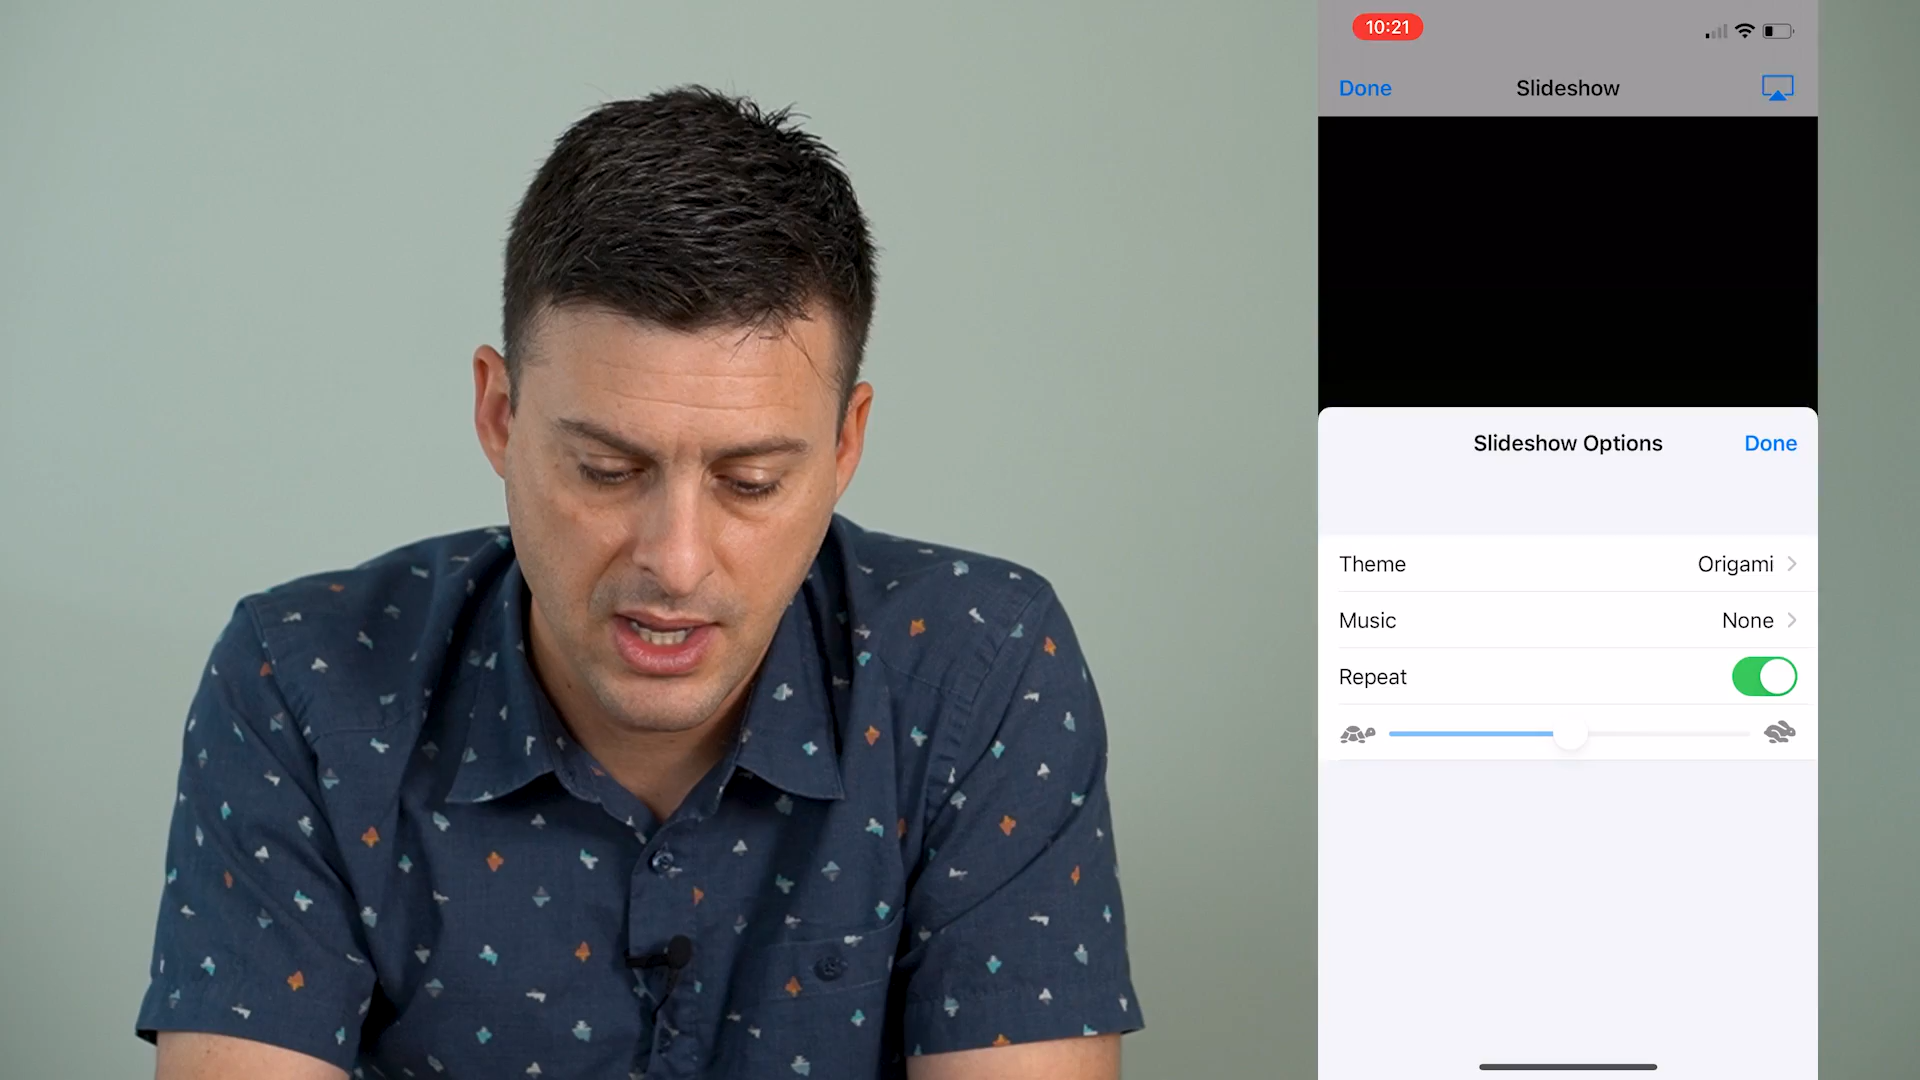 10:21
Done Slideshow
Slideshow Options Done
Theme Origami
Music None
Repeat